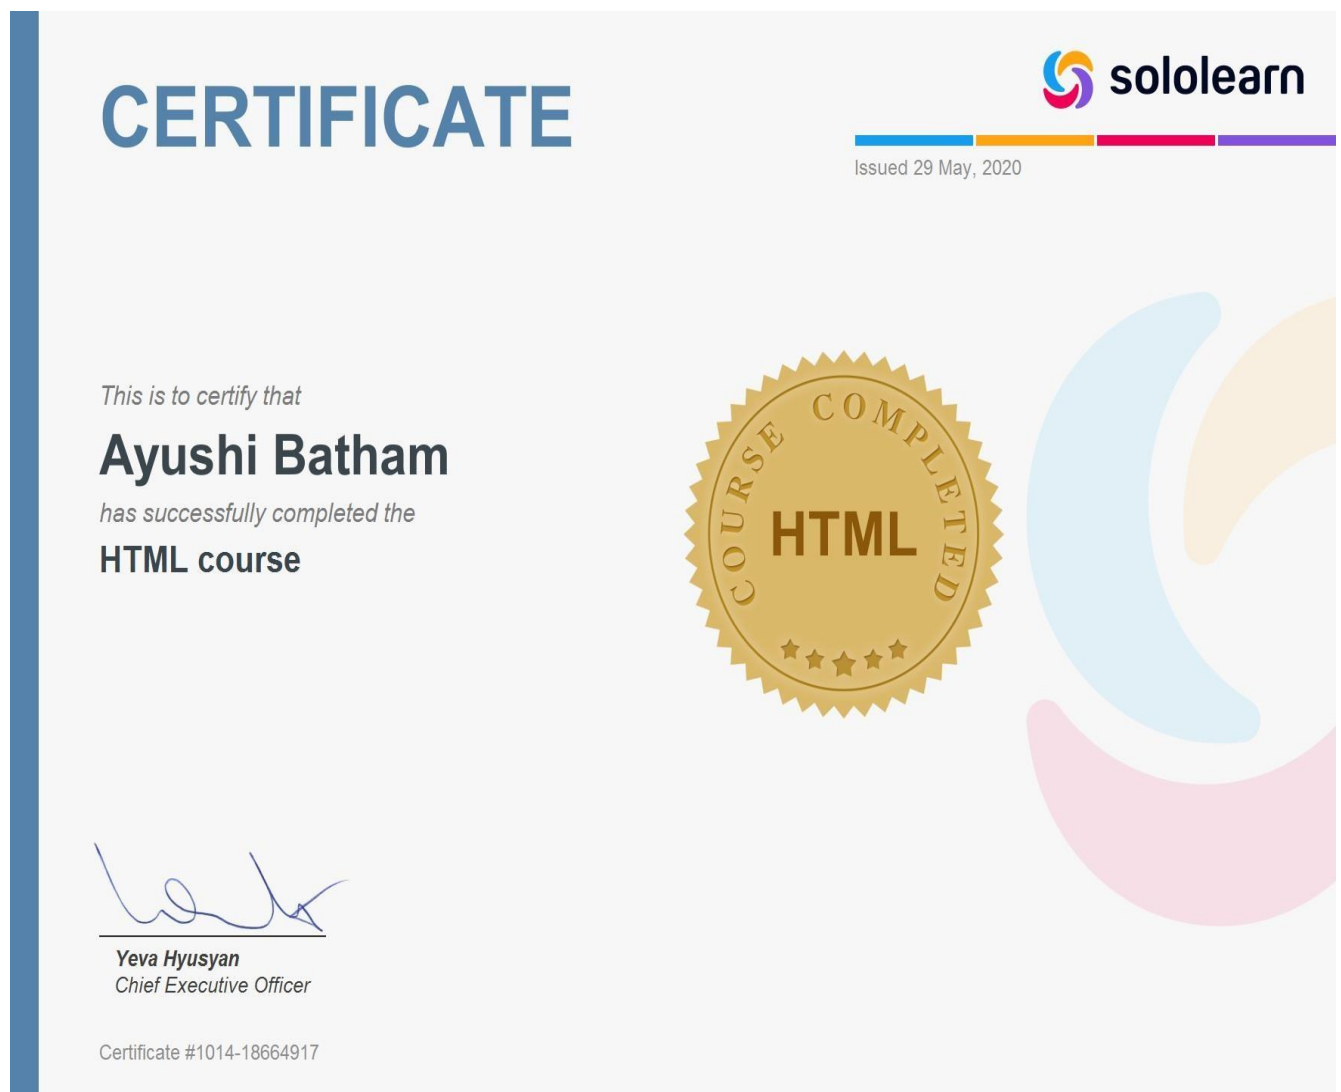 CERTIFICATE
sololearn
Issued 29 May, 2020
This is to certify that
Ayushi Batham
has successfully completed the
HTML course
COURSE COMPLETED
HTML
Yeva Hyusyan
Chief Executive Officer
Certificate #1014-18664917